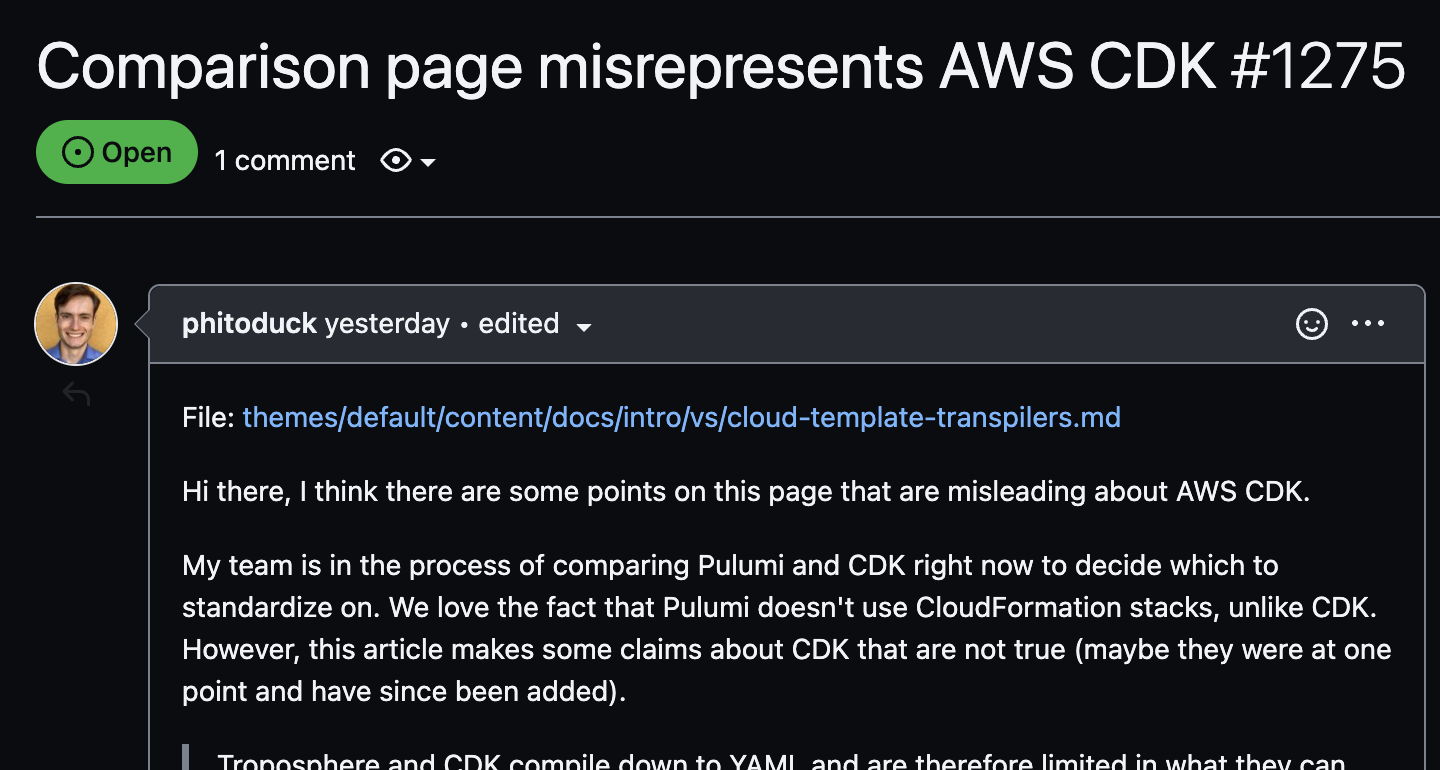 Comparison page misrepresents AWS CDK #1275
Open 1 comment
phitoduck yesterday • edited
File: themes/default/content/docs/intro/vs/cloud-template-transpilers.md
Hi there, I think there are some points on this page that are misleading about AWS CDK.
My team is in the process of comparing Pulumi and CDK right now to decide which to
standardize on. We love the fact that Pulumi doesn't use CloudFormation stacks, unlike CDK.
However, this article makes some claims about CDK that are not true (maybe they were at one
point and have since been added).
Troposphere and CDK compile down to YAML and are therefore limited in what they can